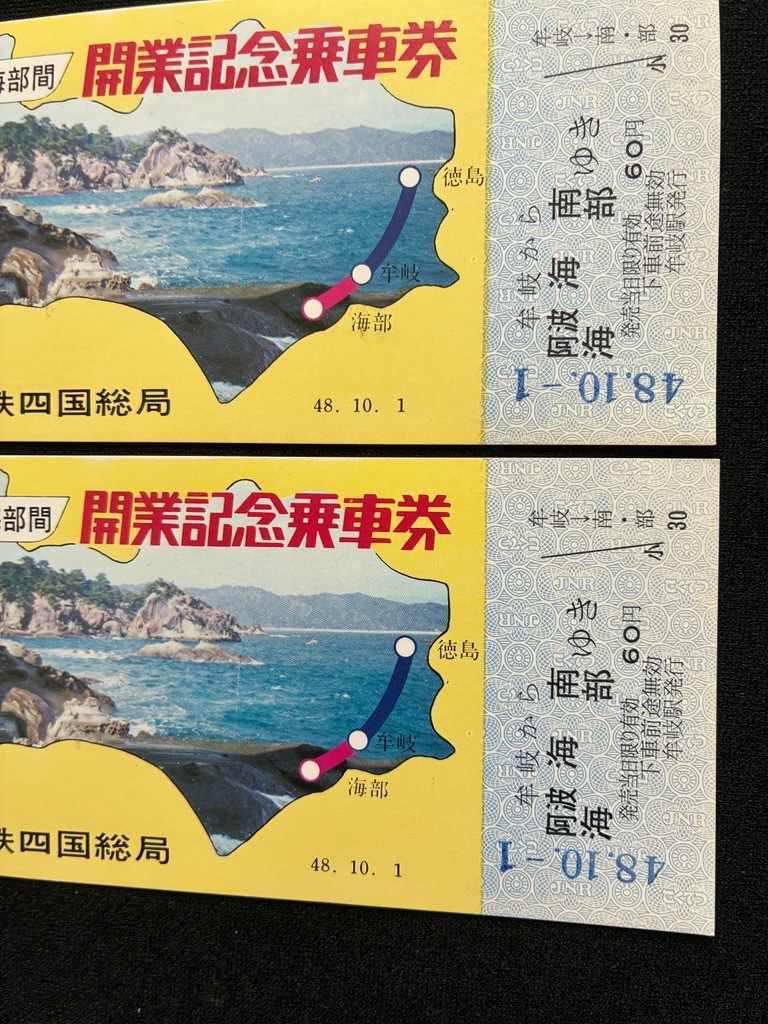 海部間
開業記念乗車券
徳島
牟岐
海部
鉄四国総局
48. 10. 1
牟岐から
阿波海南
海部
ゆき
60円
発売当日限り有効
下車前途無効
牟岐駅発行
牟岐→南・部
小 30
48.10.-1
JNR
海部間
開業記念乗車券
徳島
牟岐
海部
鉄四国総局
48. 10. 1
牟岐から
阿波海南
海部
ゆき
60円
発売当日限り有効
下車前途無効
牟岐駅発行
牟岐→南・部
小 30
48.10.-1
JNR